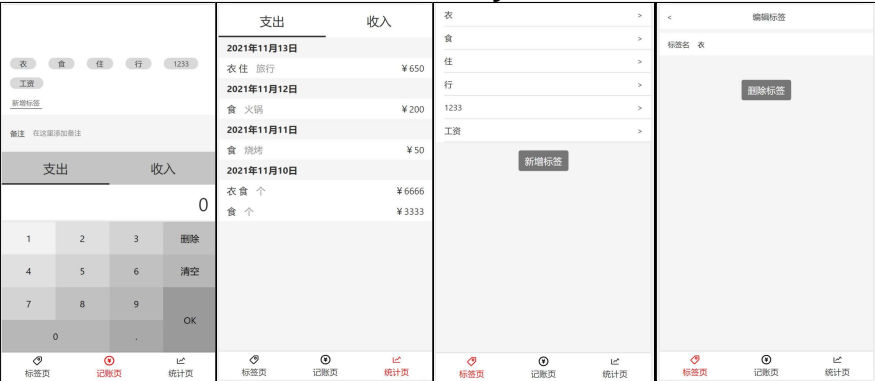 衣 食 住 行 1233
工资
新增标签
备注 在这里添加备注
支出 收入
0
1 2 3 删除
4 5 6 清空
7 8 9
OK
0 .
标签页 记账页 统计页
支出 收入
2021年11月13日
衣住 旅行 ¥650
2021年11月12日
食 火锅 ¥200
2021年11月11日
食 烧烤 ¥50
2021年11月10日
衣食 个 ¥6666
食 个 ¥3333
标签页 记账页 统计页
衣 >
食 >
住 >
行 >
1233 >
工资 >
新增标签
标签页 记账页 统计页
< 编辑标签
标签名 衣
删除标签
标签页 记账页 统计页